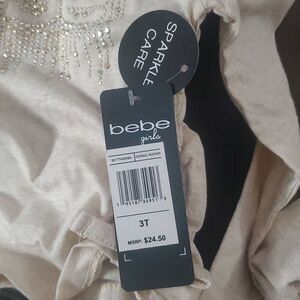 SPARKLE
CARE
bebe
girls
3T
MSRP: $24.50